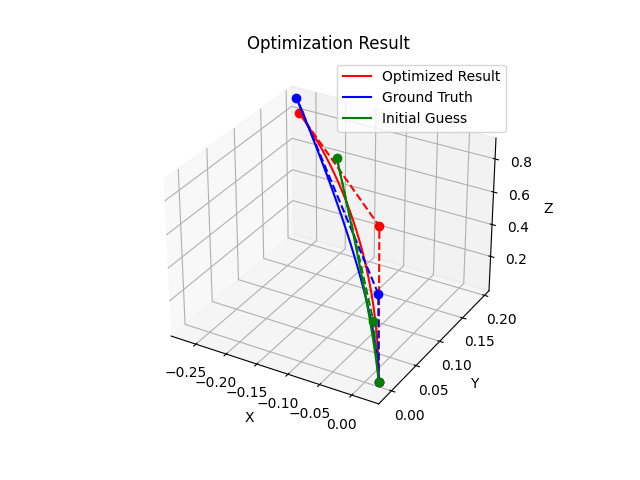 Optimization Result
Optimized Result
Ground Truth
Initial Guess
0.8
0.6
0.4
0.2
Z
0.20
0.15
0.10
0.05
0.00
Y
−0.25
−0.20
−0.15
−0.10
−0.05
0.00
X